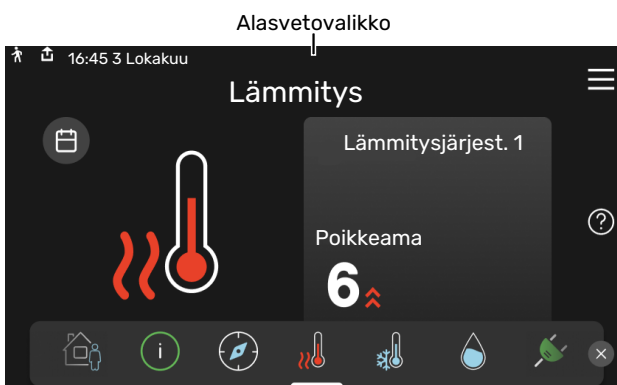 Alasvetovalikko
16:45 3 Lokakuu
Lämmitys
Lämmitysjärjest. 1
Poikkeama
6